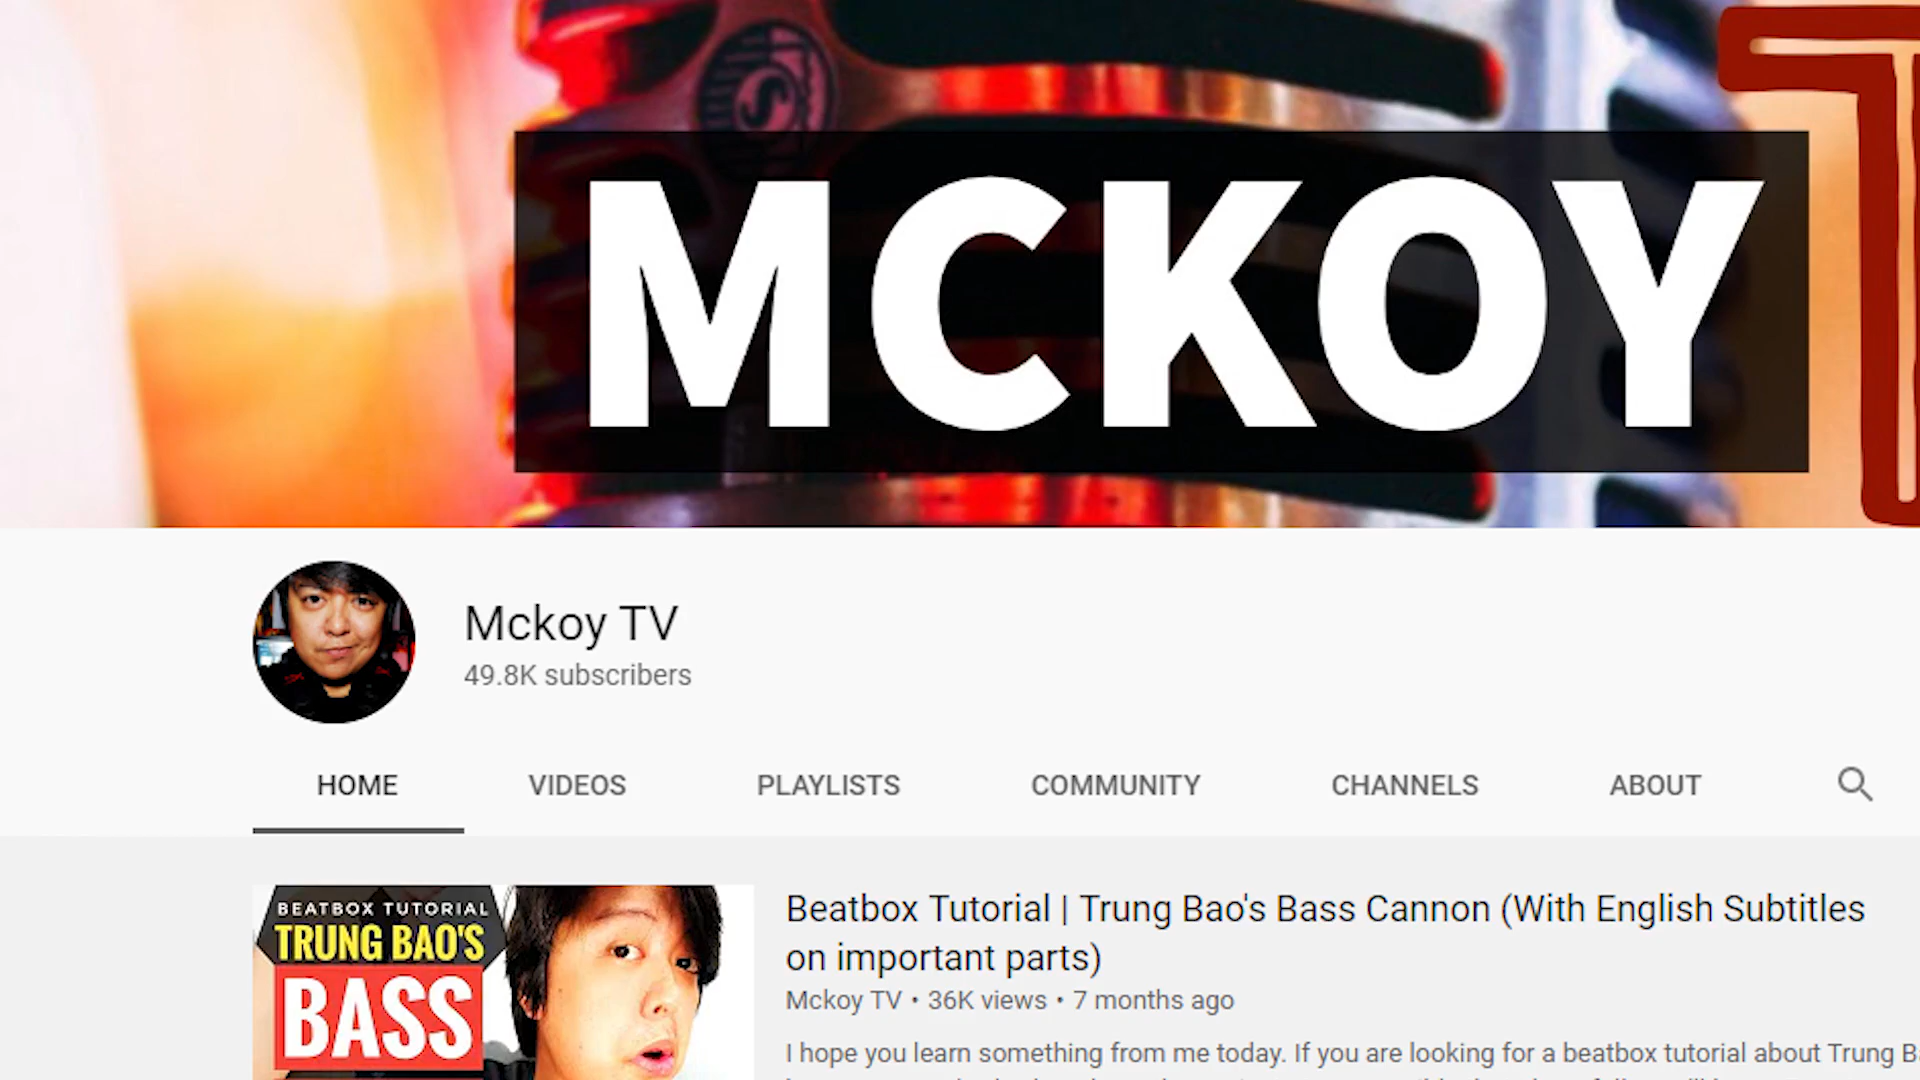 MCKOY
Mckoy TV
49.8K subscribers
HOME VIDEOS PLAYLISTS COMMUNITY CHANNELS ABOUT
BEATBOX TUTORIAL
TRUNG BAO'S
BASS
Beatbox Tutorial | Trung Bao's Bass Cannon (With English Subtitles
on important parts)
Mckoy TV • 36K views • 7 months ago
I hope you learn something from me today. If you are looking for a beatbox tutorial about Trung